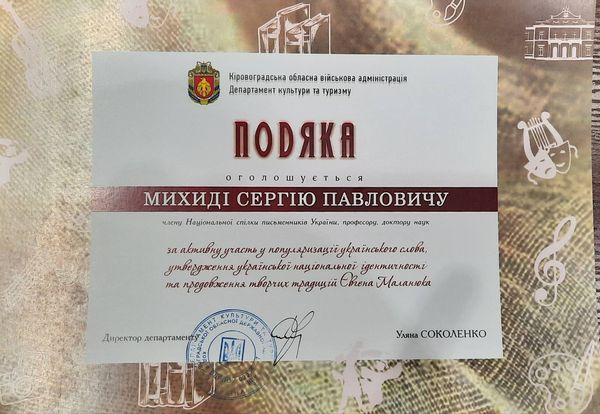 Кіровоградська обласна військова адміністрація
Департамент культури та туризму
ПОДЯКА
оголошується
МИХИДІ СЕРГІЮ ПАВЛОВИЧУ
члену Національної спілки письменників України, професору, доктору наук
за активну участь у популяризації українського слова,
утвердження української національної ідентичності
та продовження творчих традицій Євгена Маланюка
Директор департаменту
Уляна СОКОЛЕНКО